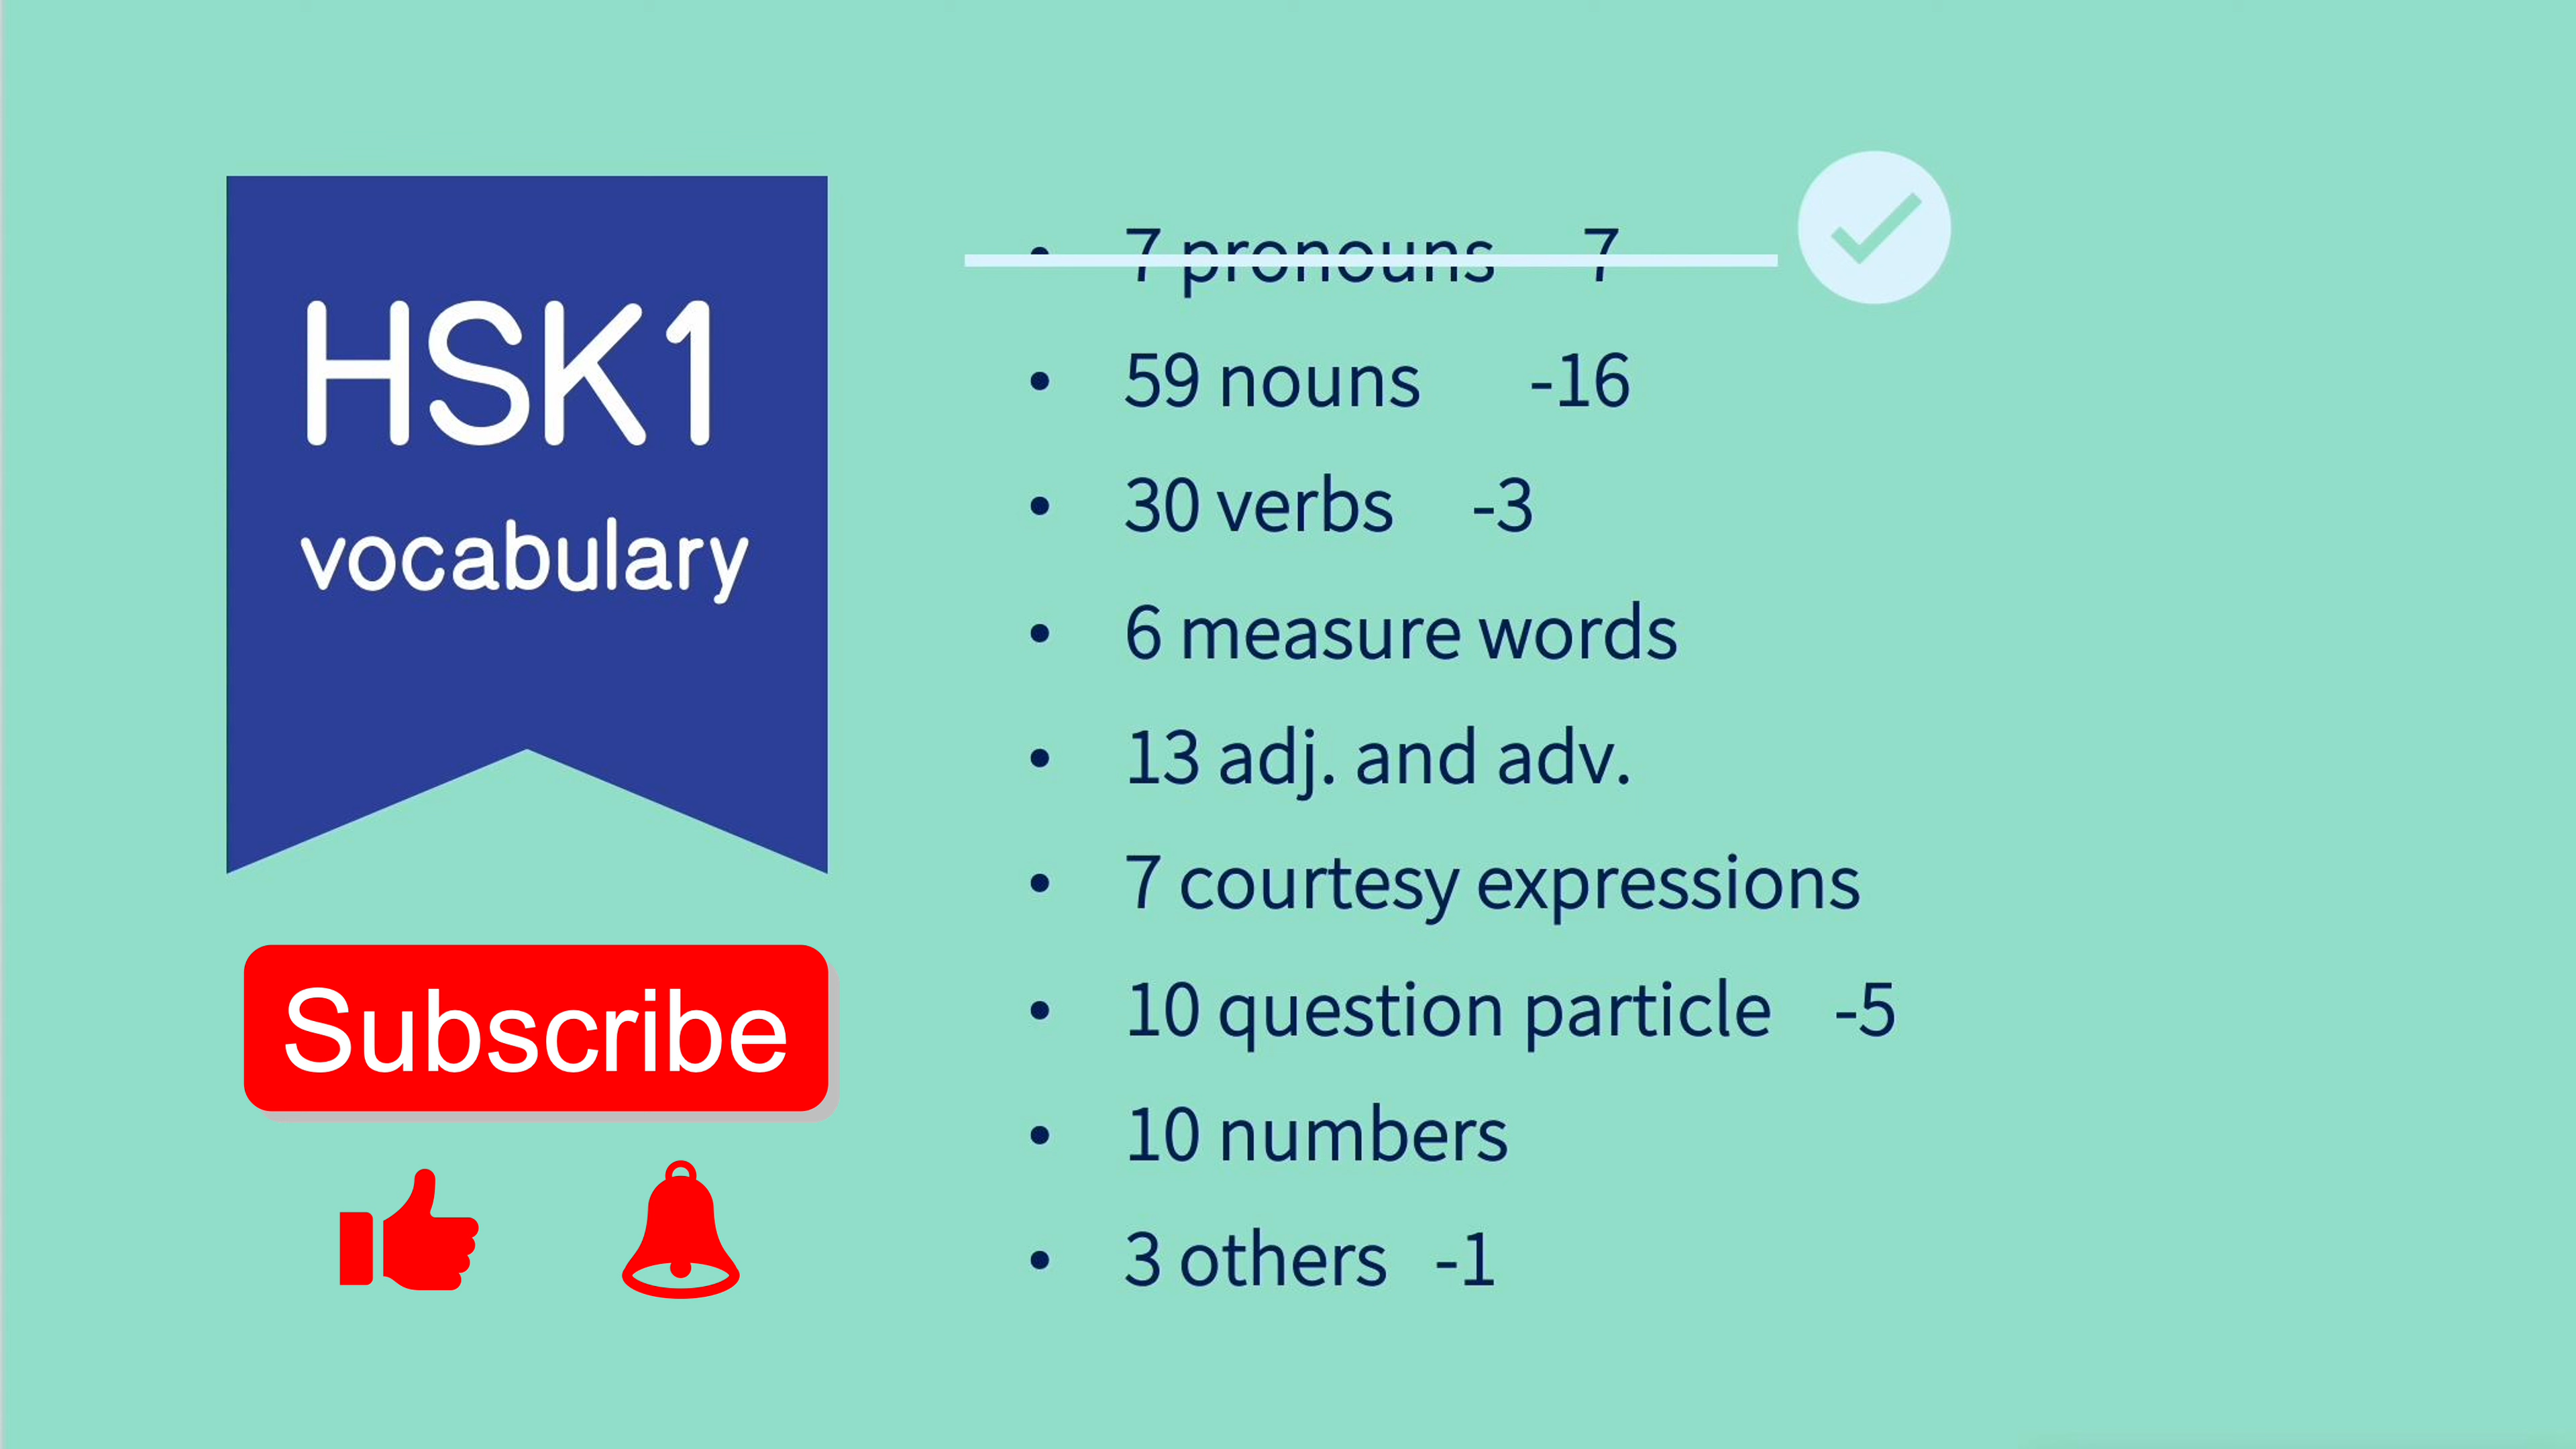 HSK1
vocabulary
Subscribe
• 7 pronouns 7
• 59 nouns -16
• 30 verbs -3
• 6 measure words
• 13 adj. and adv.
• 7 courtesy expressions
• 10 question particle -5
• 10 numbers
• 3 others -1